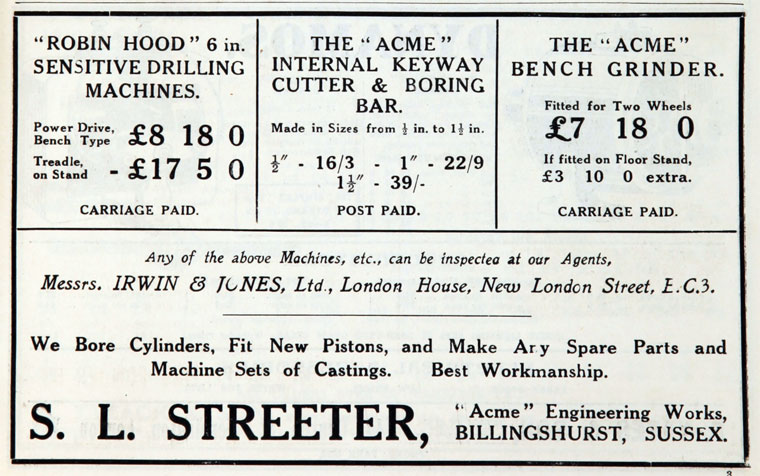 "ROBIN HOOD" 6 in.
SENSITIVE DRILLING
MACHINES.
Power Drive,
Bench Type £8 18 0
Treadle,
on Stand - £17 5 0
CARRIAGE PAID.
THE "ACME"
INTERNAL KEYWAY
CUTTER & BORING
BAR.
Made in Sizes from ½ in. to 1½ in.
½" - 16/3 - 1" - 22/9
1½" - 39/-
POST PAID.
THE "ACME"
BENCH GRINDER.
Fitted for Two Wheels
£7 18 0
If fitted on Floor Stand,
£3 10 0 extra.
CARRIAGE PAID.
Any of the above Machines, etc., can be inspected at our Agents,
Messrs. IRWIN & JONES, Ltd., London House, New London Street, E.C.3.
We Bore Cylinders, Fit New Pistons, and Make Any Spare Parts and
Machine Sets of Castings. Best Workmanship.
S. L. STREETER, "Acme" Engineering Works,
BILLINGSHURST, SUSSEX.